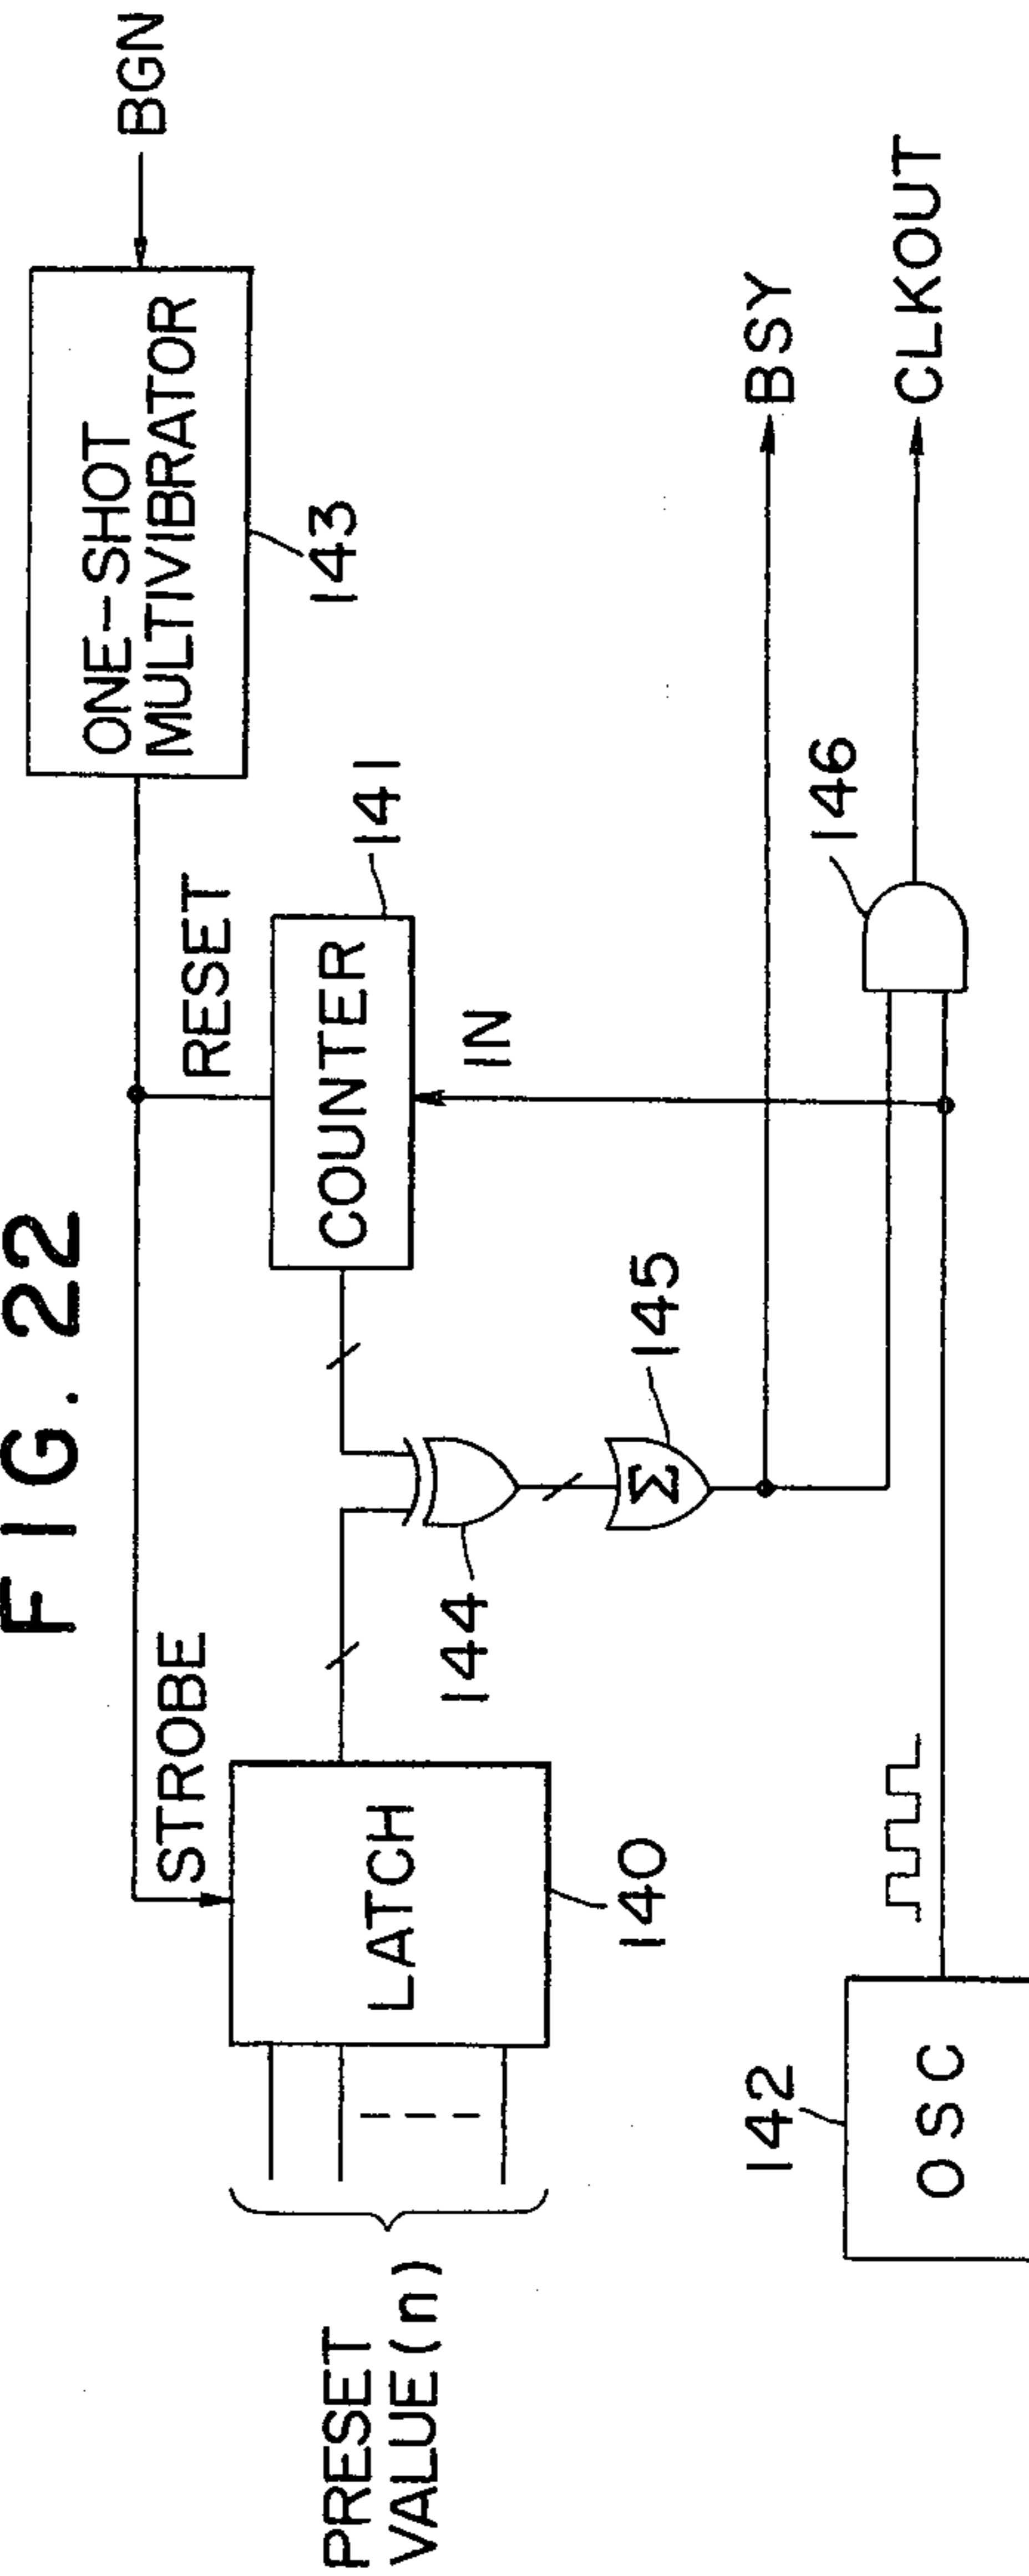 FIG. 22
BGN
ONE-SHOT
MULTIVIBRATOR
143
STROBE
RESET
COUNTER
141
IN
LATCH
140
PRESET
VALUE(n)
144
Σ
145
BSY
142
OSC
146
CLKOUT